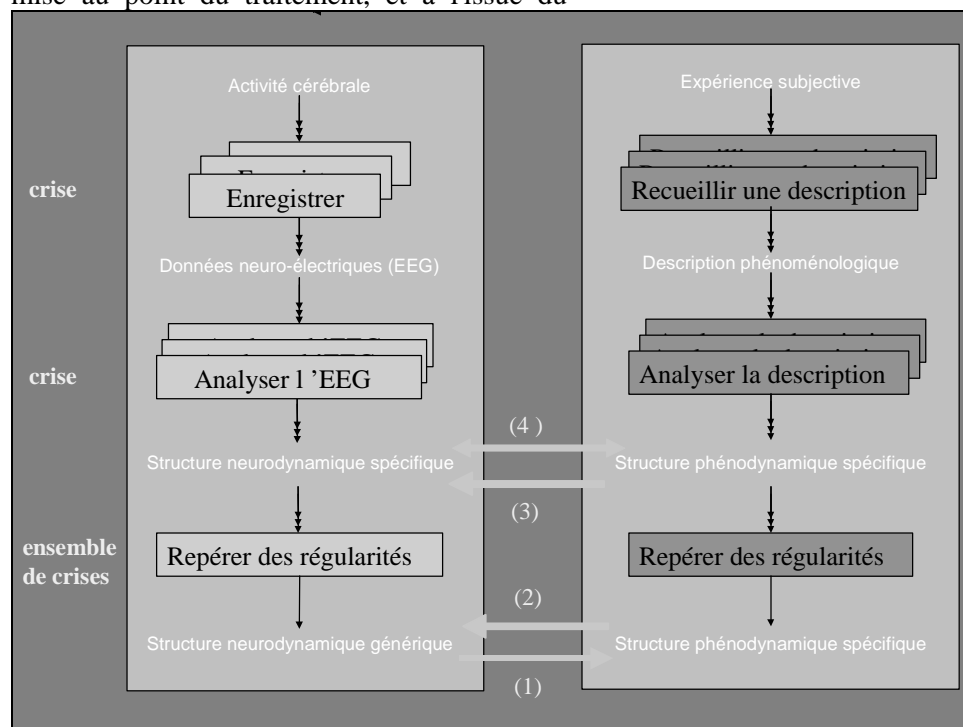 mise au point du traitement, et à l'issue du
Activité cérébrale
Expérience subjective
crise
Enregistrer
Recueillir une description
Données neuro-électriques (EEG)
Description phénoménologique
crise
Analyser l ’EEG
Analyser la description
(4 )
Structure neurodynamique spécifique
Structure phénodynamique spécifique
(3)
ensemble
de crises
Repérer des régularités
Repérer des régularités
(2)
Structure neurodynamique générique
Structure phénodynamique spécifique
(1)